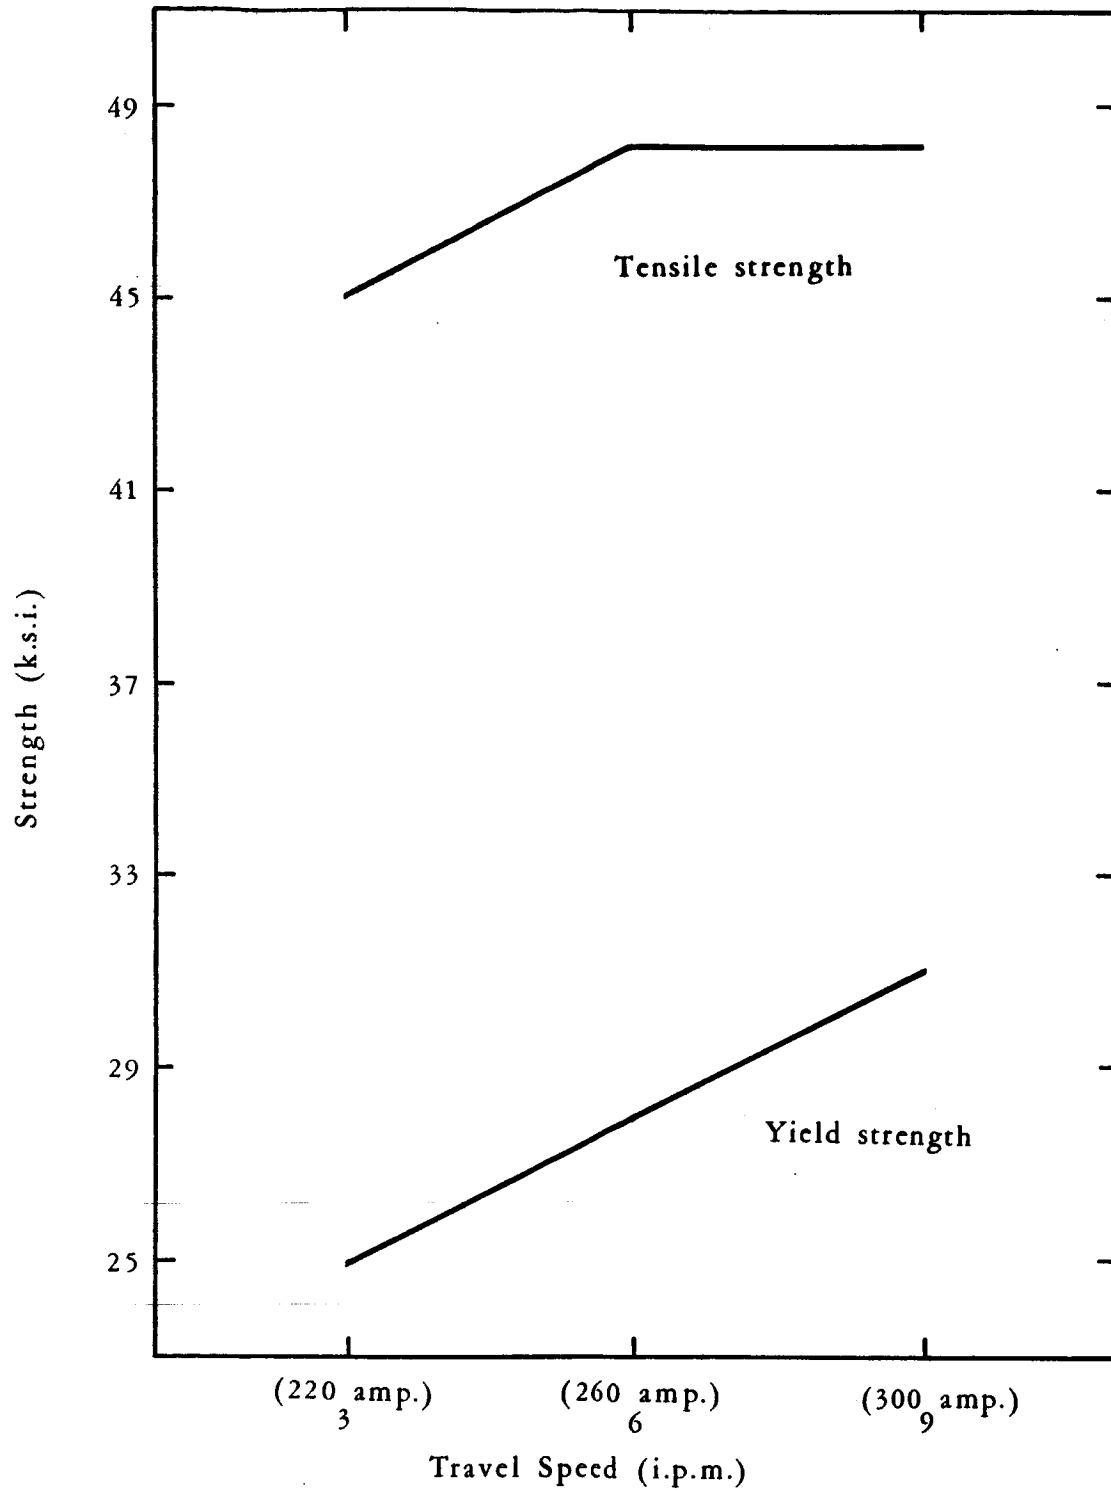 49
Tensile strength
45
41
Strength (k.s.i.)
37
33
29
Yield strength
25
(220 amp.) (260 amp.) (300 amp.)
3 6 9
Travel Speed (i.p.m.)